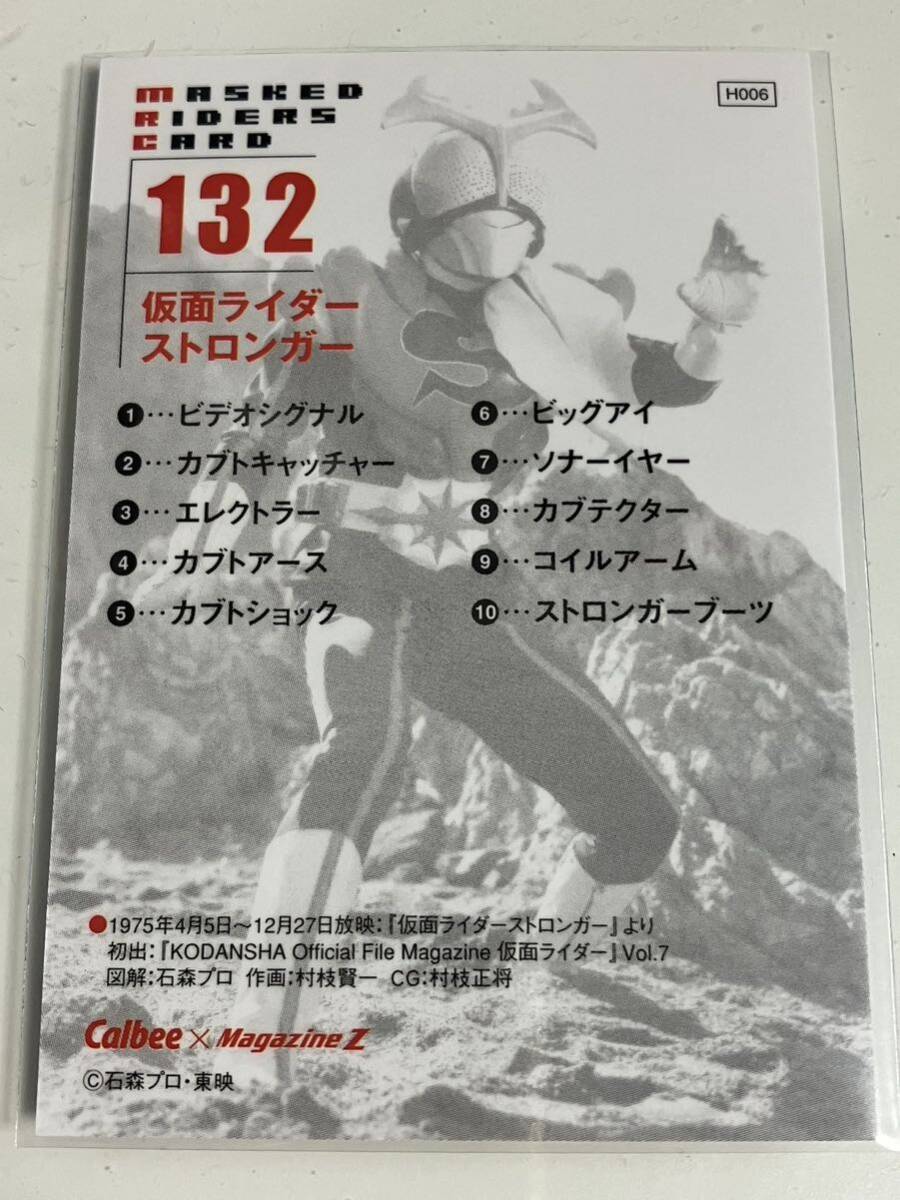 MASKED
RIDERS
CARD
H006
132
仮面ライダー
ストロンガー
❶…ビデオシグナル
❷…カブトキャッチャー
❸…エレクトラー
❹…カブトアース
❺…カブトショック
❻…ビッグアイ
❼…ソナーイヤー
❽…カブテクター
❾…コイルアーム
❿…ストロンガーブーツ
●1975年4月5日〜12月27日放映：『仮面ライダーストロンガー』より
初出：『KODANSHA Official File Magazine 仮面ライダー』Vol.7
図解：石森プロ 作画：村枝賢一 CG：村枝正将
Calbee × Magazine Z
©石森プロ・東映